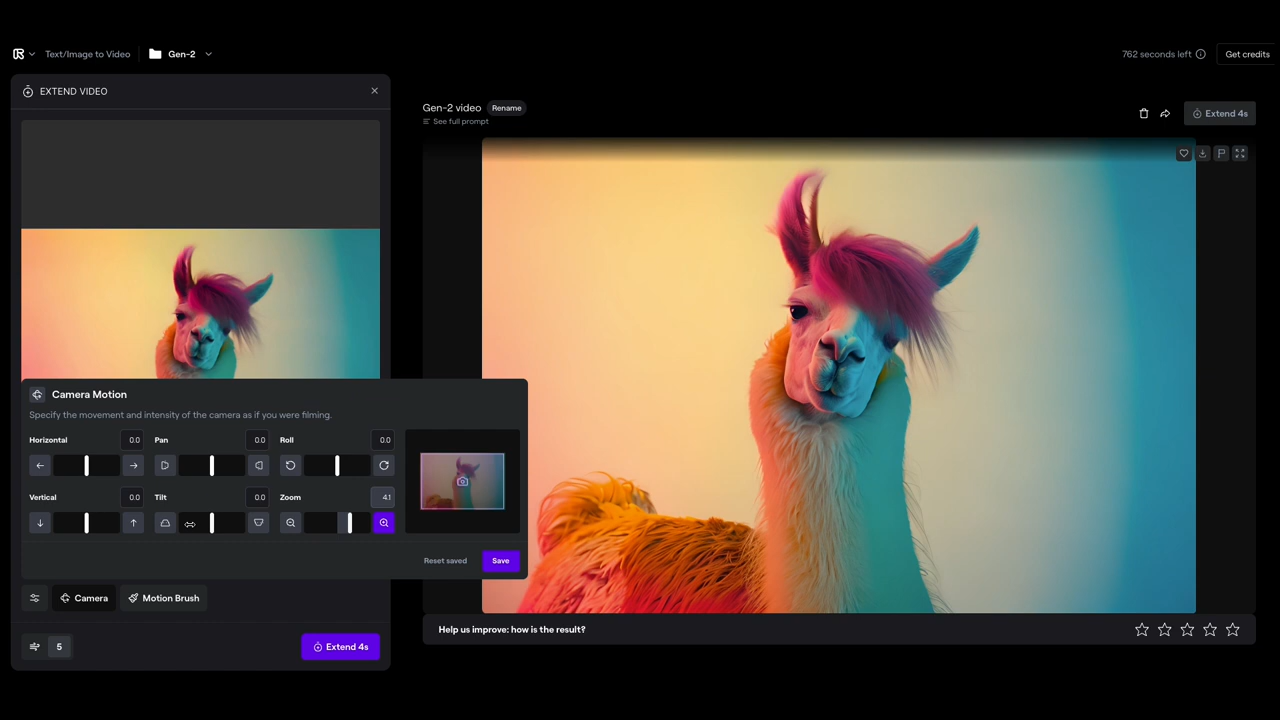 Text/Image to Video
Gen-2
762 seconds left
Get credits
EXTEND VIDEO
Gen-2 video
Rename
See full prompt
Extend 4s
Camera Motion
Specify the movement and intensity of the camera as if you were filming.
Horizontal 0.0 Pan 0.0 Roll 0.0
Vertical 0.0 Tilt 0.0 Zoom 4.1
Reset saved
Save
Camera
Motion Brush
5
Extend 4s
Help us improve: how is the result?